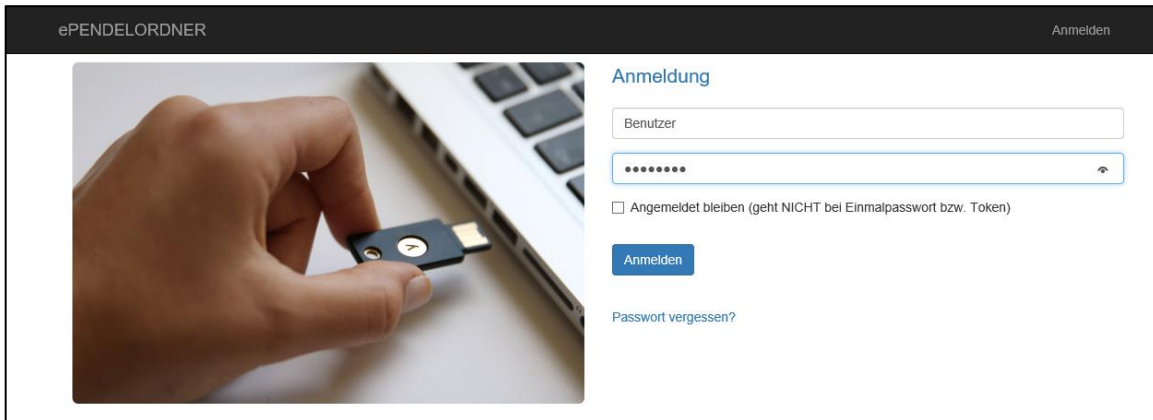 ePENDELORDNER
Anmelden
Anmeldung
Benutzer
••••••••
Angemeldet bleiben (geht NICHT bei Einmalpasswort bzw. Token)
Anmelden
Passwort vergessen?